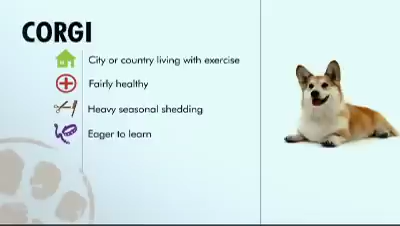 CORGI
City or country living with exercise
Fairly healthy
Heavy seasonal shedding
Eager to learn